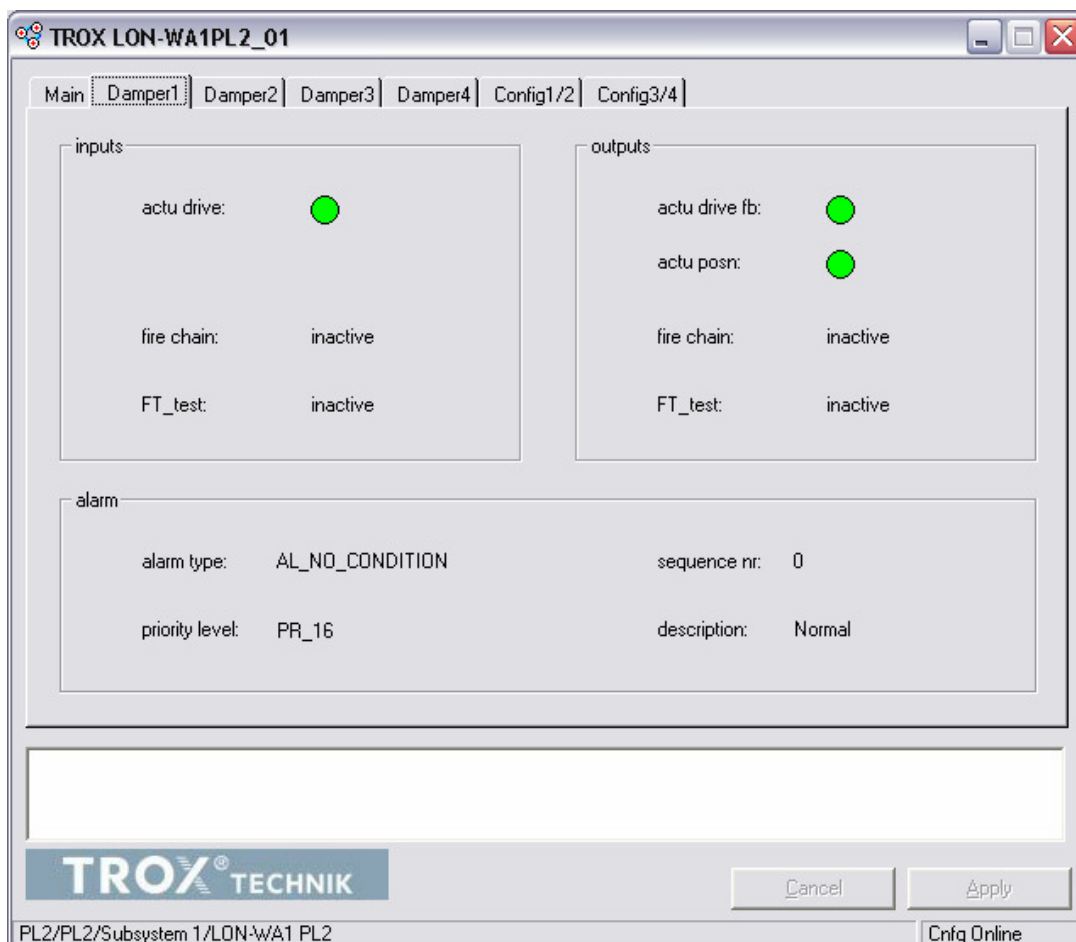 TROX LON-WA1PL2_01
Main Damper1 Damper2 Damper3 Damper4 Config1/2 Config3/4
inputs
actu drive:
fire chain: inactive
FT_test: inactive
outputs
actu drive fb:
actu posn:
fire chain: inactive
FT_test: inactive
alarm
alarm type: AL_NO_CONDITION sequence nr: 0
priority level: PR_16 description: Normal
TROX® TECHNIK
Cancel Apply
PL2/PL2/Subsystem 1/LON-WA1 PL2 Cnfg Online